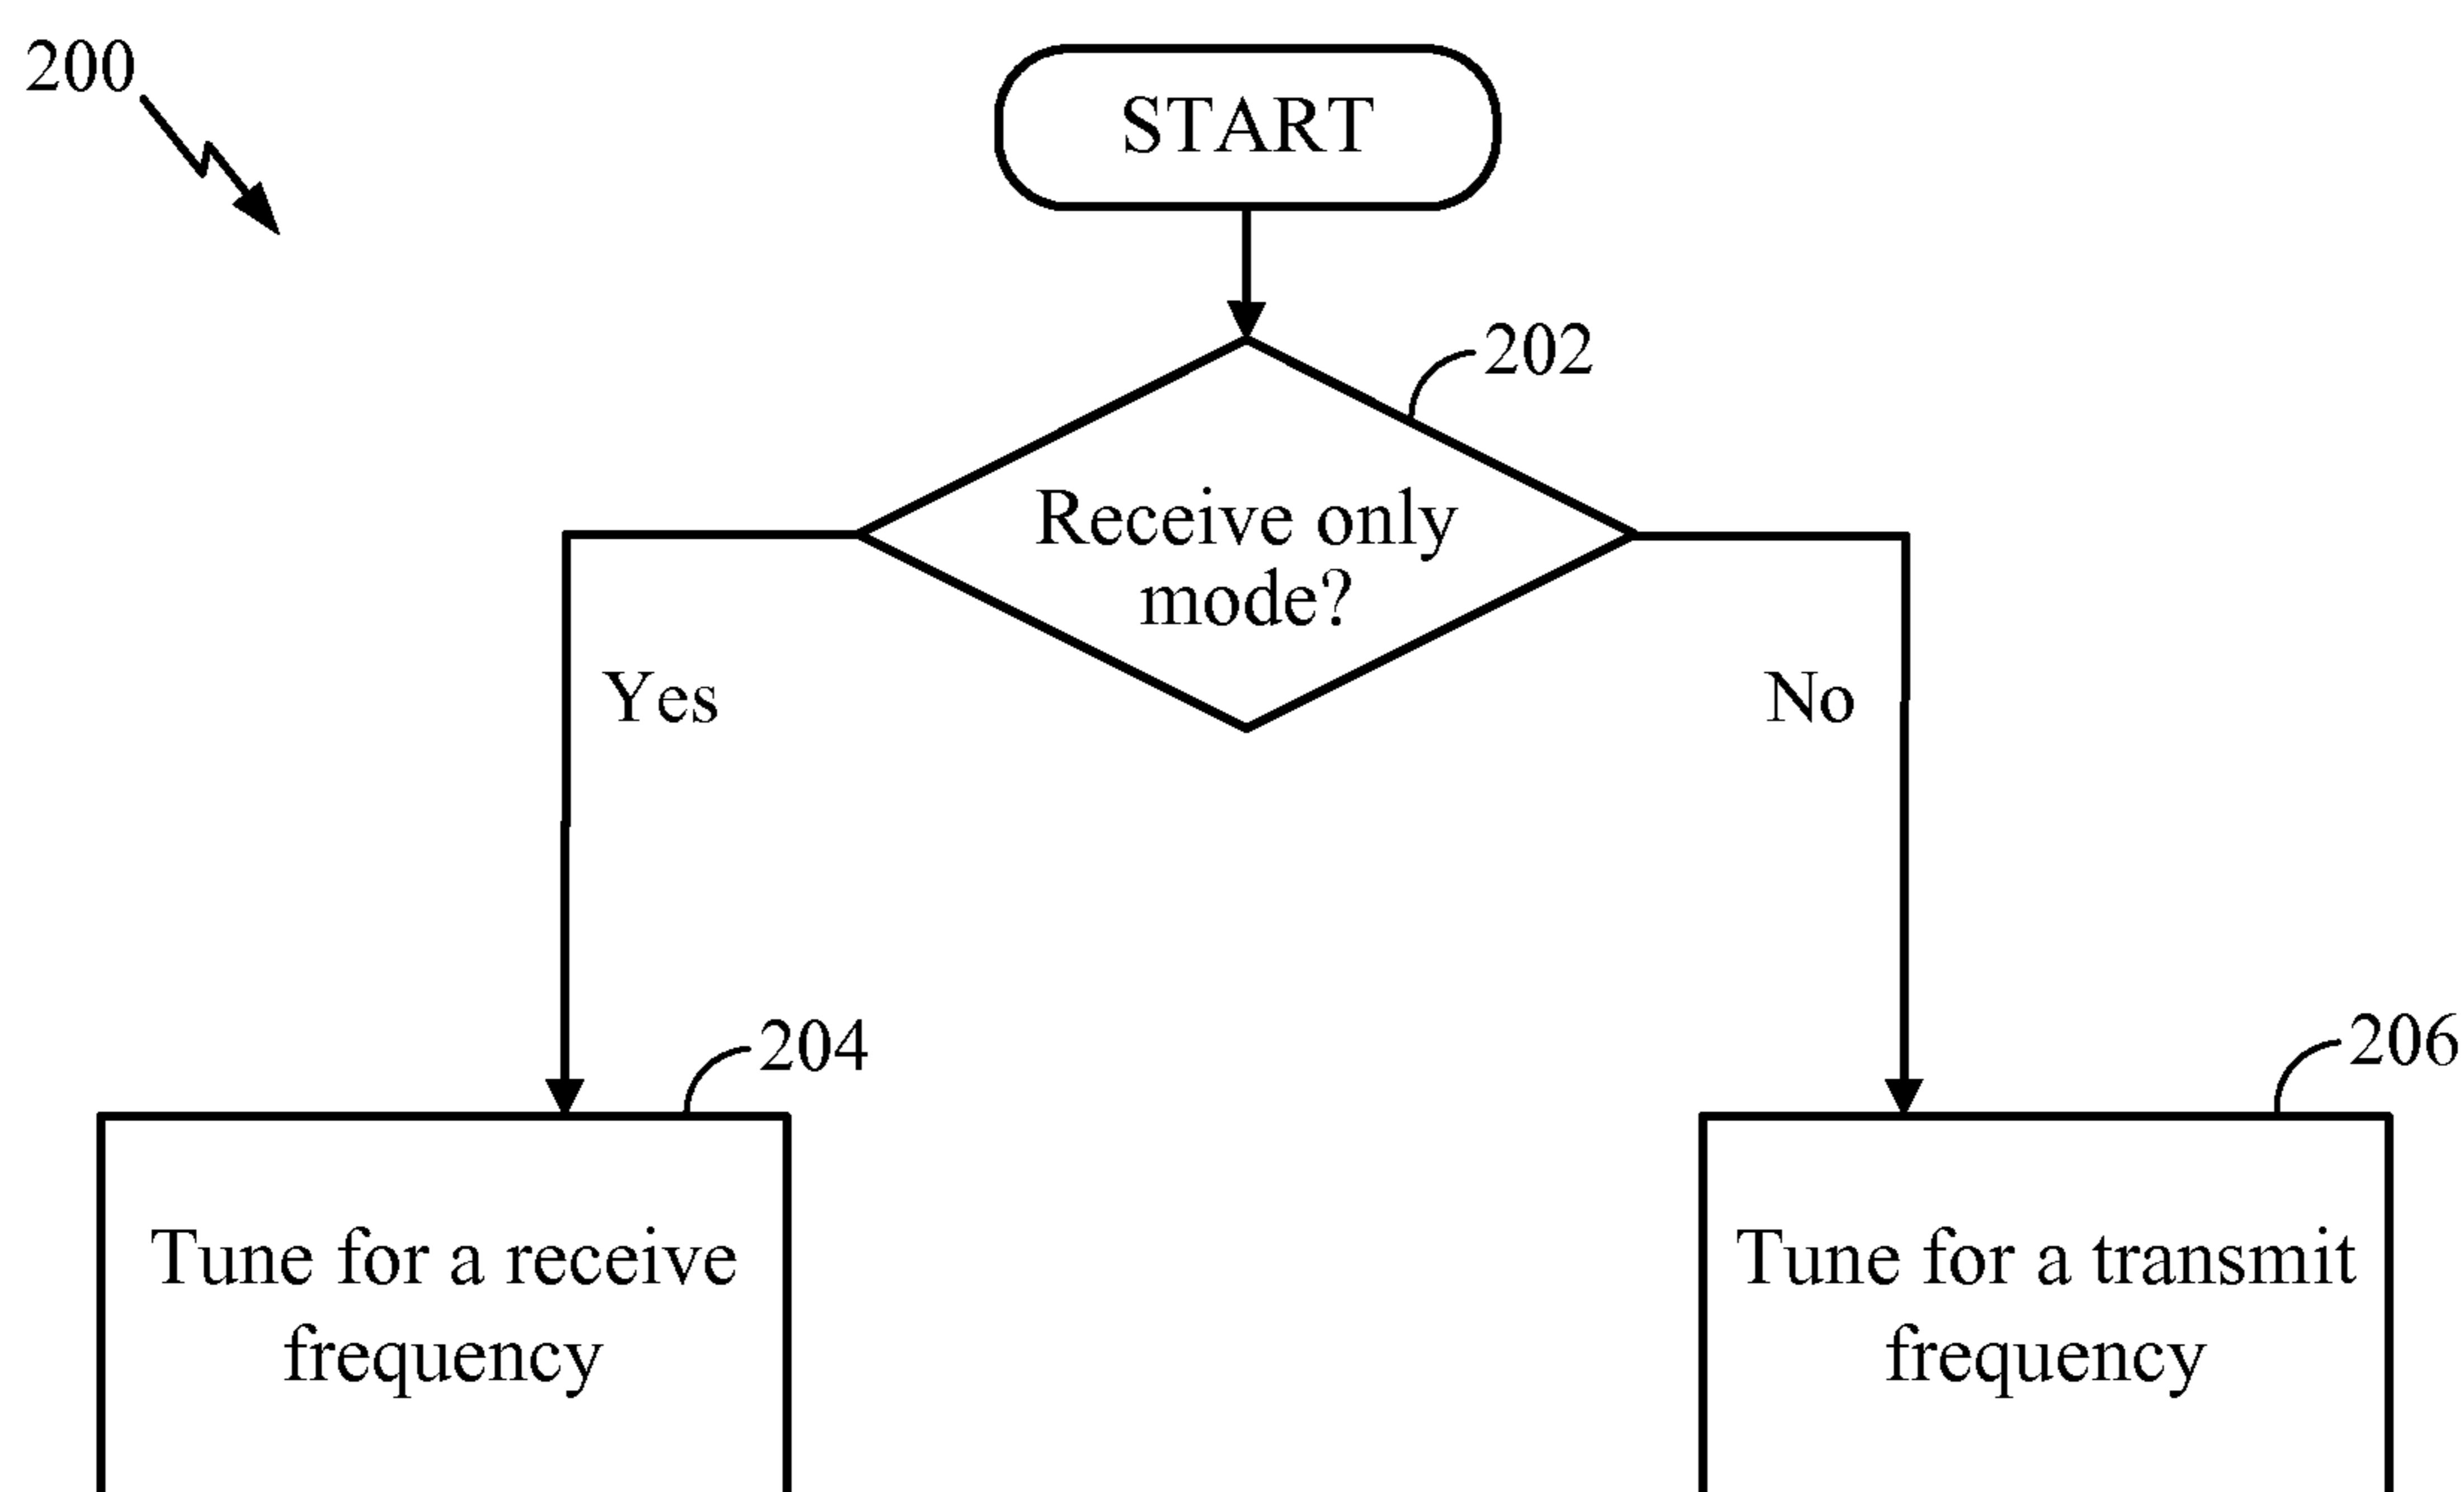 200
START
202
Receive only
mode?
Yes
No
204
206
Tune for a receive
frequency
Tune for a transmit
frequency